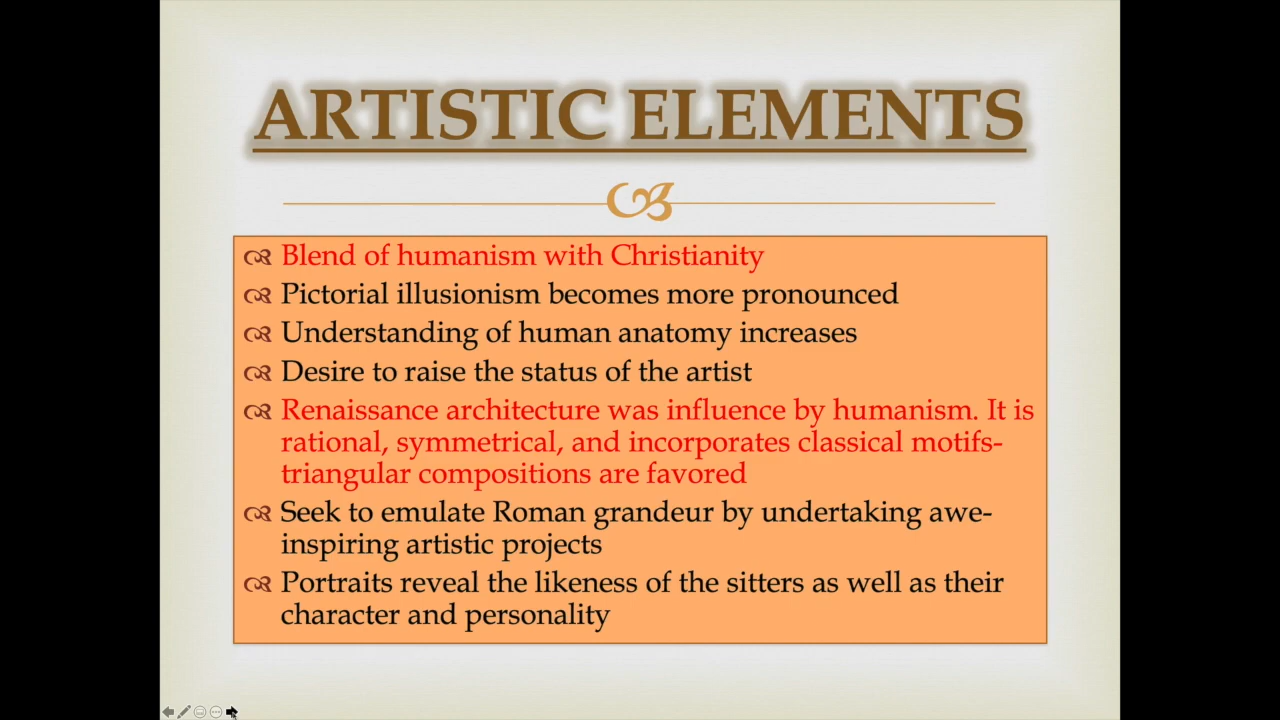 ARTISTIC ELEMENTS
Blend of humanism with Christianity
Pictorial illusionism becomes more pronounced
Understanding of human anatomy increases
Desire to raise the status of the artist
Renaissance architecture was influence by humanism. It is
rational, symmetrical, and incorporates classical motifs-
triangular compositions are favored
Seek to emulate Roman grandeur by undertaking awe-
inspiring artistic projects
Portraits reveal the likeness of the sitters as well as their
character and personality